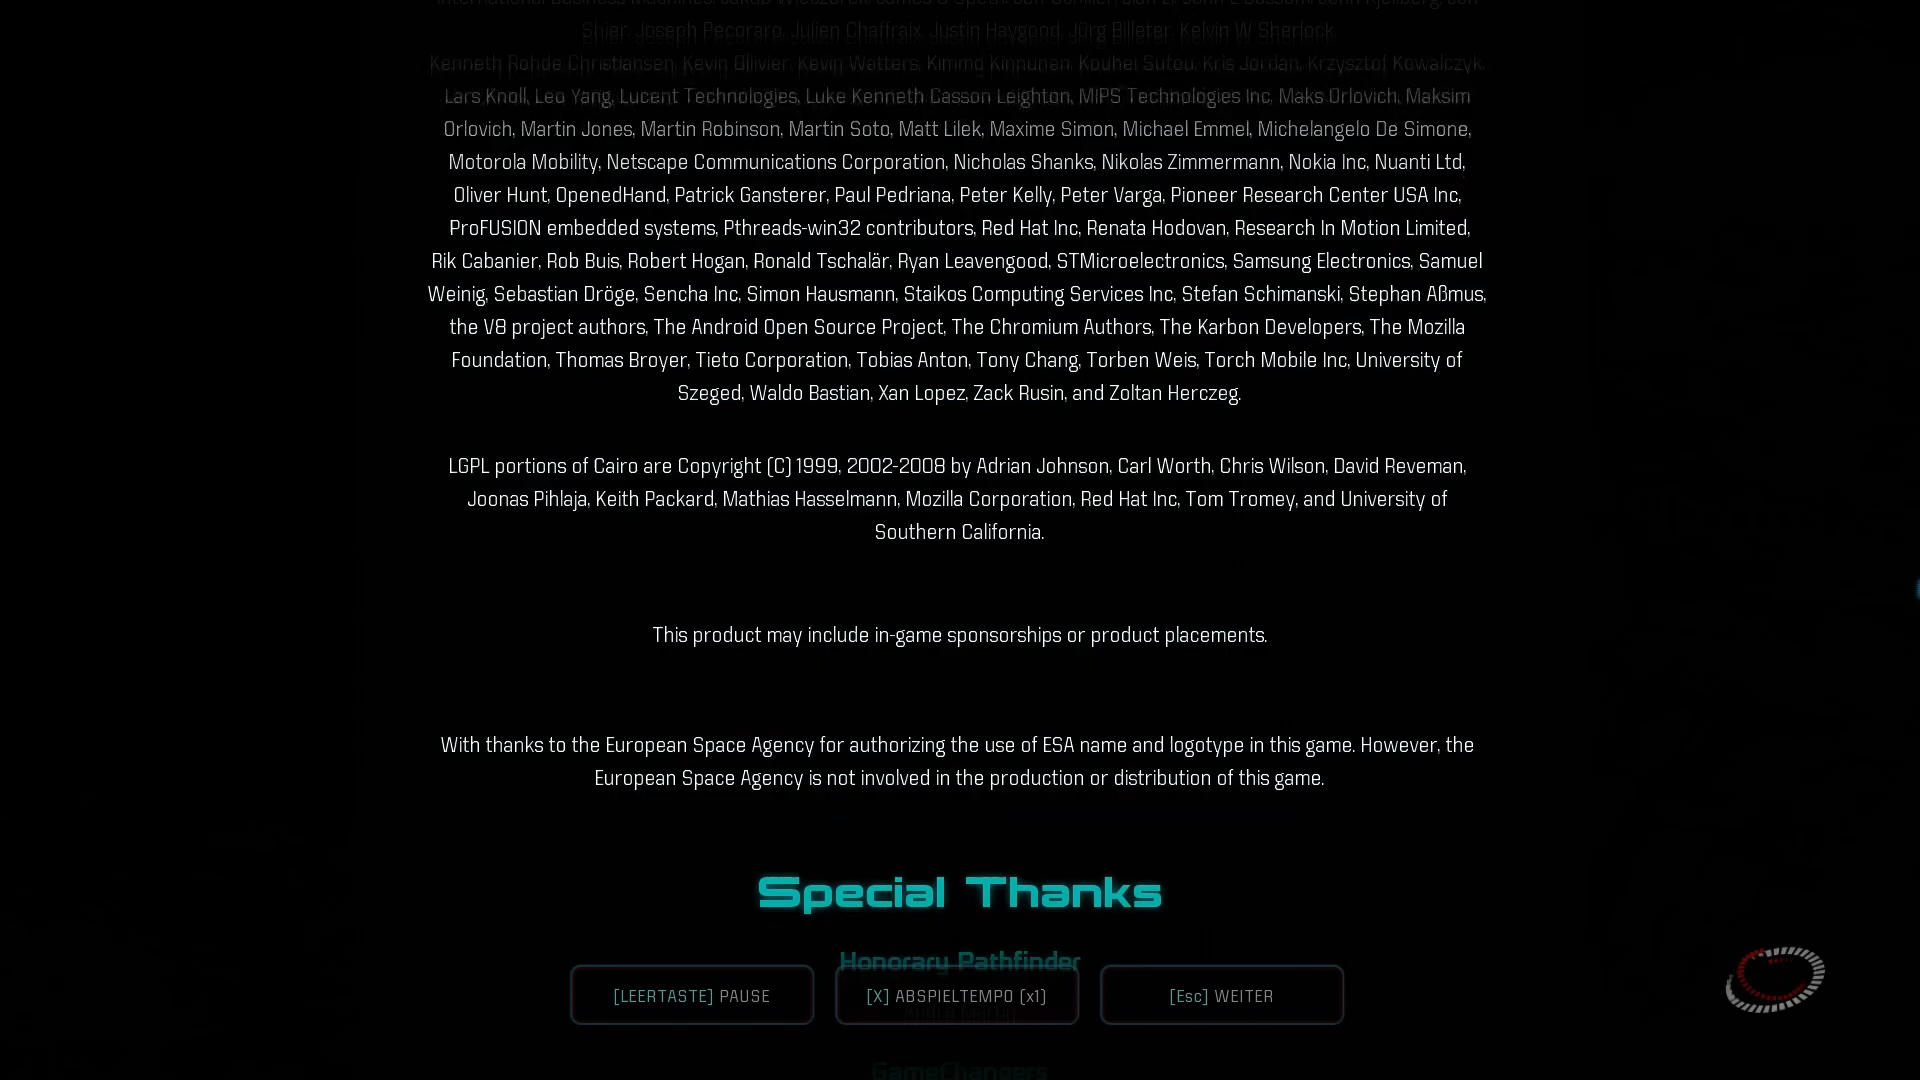 International Business Machines, Jakub Wieczorek, James G Speth, Jan
Shier, Joseph Pecoraro, Julien Chaffraix, Justin Haygood, Jürg Billeter, Kelvin W Sherlock,
Kenneth Rohde Christiansen, Kevin Ollivier, Kevin Watters, Kimmo Kinnunen, Kouhei Sutou, Kris Jordan, Krzysztof Kowalczyk,
Lars Knoll, Leo Yang, Lucent Technologies, Luke Kenneth Casson Leighton, MIPS Technologies Inc, Maks Orlovich, Maksim
Orlovich, Martin Jones, Martin Robinson, Martin Soto, Matt Lilek, Maxime Simon, Michael Emmel, Michelangelo De Simone,
Motorola Mobility, Netscape Communications Corporation, Nicholas Shanks, Nikolas Zimmermann, Nokia Inc, Nuanti Ltd,
Oliver Hunt, OpenedHand, Patrick Gansterer, Paul Pedriana, Peter Kelly, Peter Varga, Pioneer Research Center USA Inc,
ProFUSION embedded systems, Pthreads-win32 contributors, Red Hat Inc, Renata Hodovan, Research In Motion Limited,
Rik Cabanier, Rob Buis, Robert Hogan, Ronald Tschalär, Ryan Leavengood, STMicroelectronics, Samsung Electronics, Samuel
Weinig, Sebastian Dröge, Sencha Inc, Simon Hausmann, Staikos Computing Services Inc, Stefan Schimanski, Stephan Aßmus,
the V8 project authors, The Android Open Source Project, The Chromium Authors, The Karbon Developers, The Mozilla
Foundation, Thomas Broyer, Tieto Corporation, Tobias Anton, Tony Chang, Torben Weis, Torch Mobile Inc, University of
Szeged, Waldo Bastian, Xan Lopez, Zack Rusin, and Zoltan Herczeg.
LGPL portions of Cairo are Copyright (C) 1999, 2002-2008 by Adrian Johnson, Carl Worth, Chris Wilson, David Reveman,
Joonas Pihlaja, Keith Packard, Mathias Hasselmann, Mozilla Corporation, Red Hat Inc, Tom Tromey, and University of
Southern California.
This product may include in-game sponsorships or product placements.
With thanks to the European Space Agency for authorizing the use of ESA name and logotype in this game. However, the
European Space Agency is not involved in the production or distribution of this game.
Special Thanks
Honorary Pathfinder
[LEERTASTE] PAUSE
[X] ABSPIELTEMPO (x1)
[Esc] WEITER
GameChangers